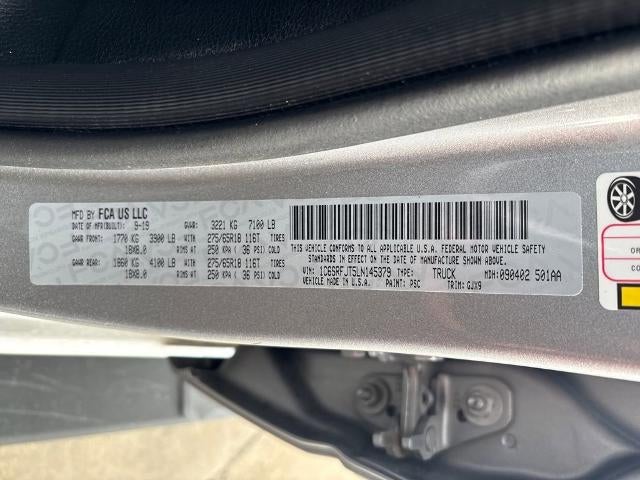 MFD BY FCA US LLC
DATE OF MFR(BUILT): 9-19 GVWR: 3221 KG 7100 LB
GAWR FRONT: 1770 KG 3900 LB WITH 275/65R18 116T TIRES
18X8.0 RIMS AT 250 KPA ( 36 PSI) COLD
GAWR REAR: 1860 KG 4100 LB WITH 275/65R18 116T TIRES
18X8.0 RIMS AT 250 KPA ( 36 PSI) COLD
THIS VEHICLE CONFORMS TO ALL APPLICABLE U.S.A. FEDERAL MOTOR VEHICLE SAFETY
STANDARDS IN EFFECT ON THE DATE OF MANUFACTURE SHOWN ABOVE.
VIN: 1C6SRFJT5LN145379 TYPE: TRUCK MDH:090402 501AA
VEHICLE MADE IN U.S.A. PAINT: PSC TRIM: GJX9
OR
CO